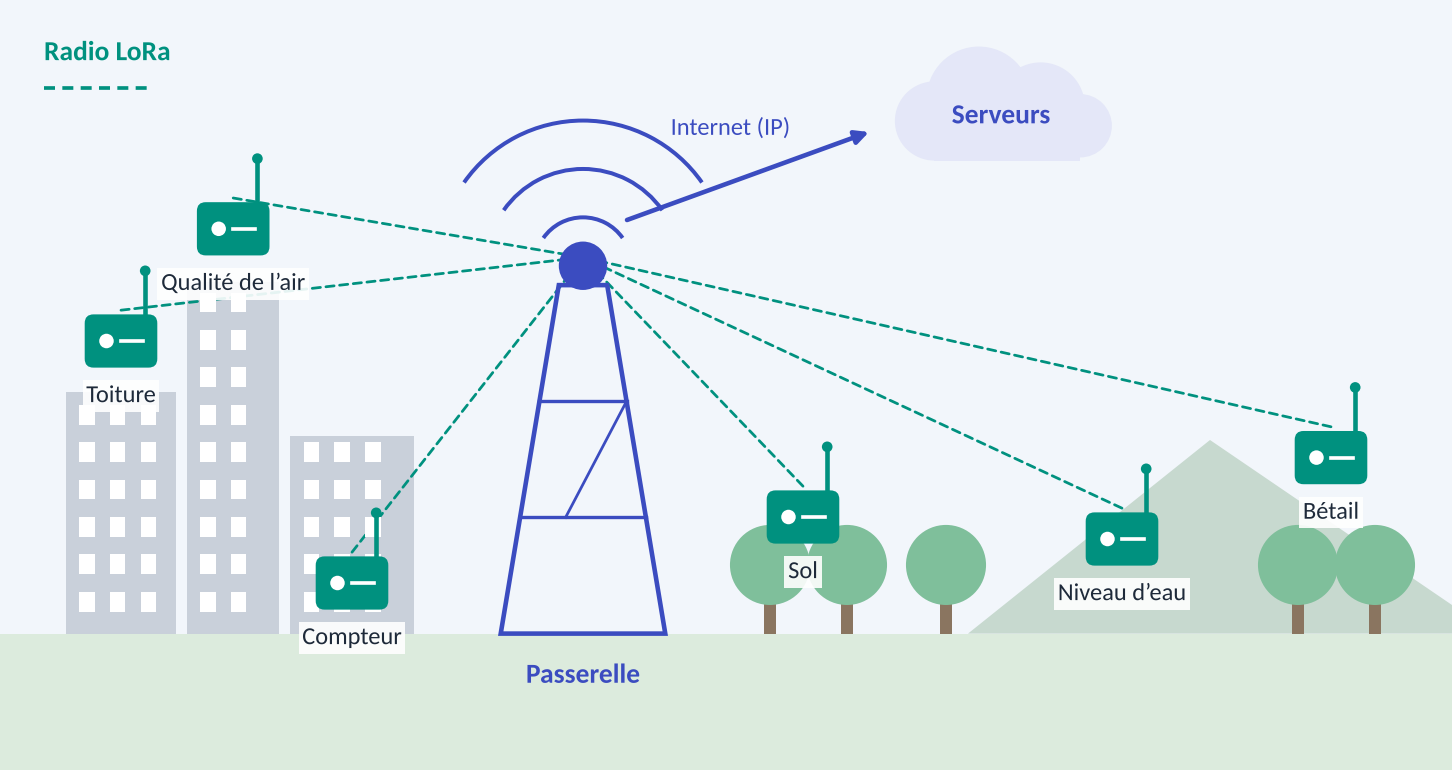 Radio LoRa
Internet (IP)
Serveurs
Qualité de l’air
Toiture
Bétail
Sol
Niveau d’eau
Compteur
Passerelle